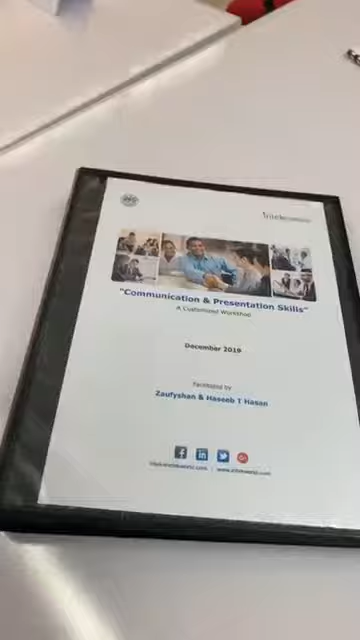 "Communication & Presentation Skills"
A Customized Workshop
December 2019
Facilitated by
Zaufyshan & Haseeb T Hasan